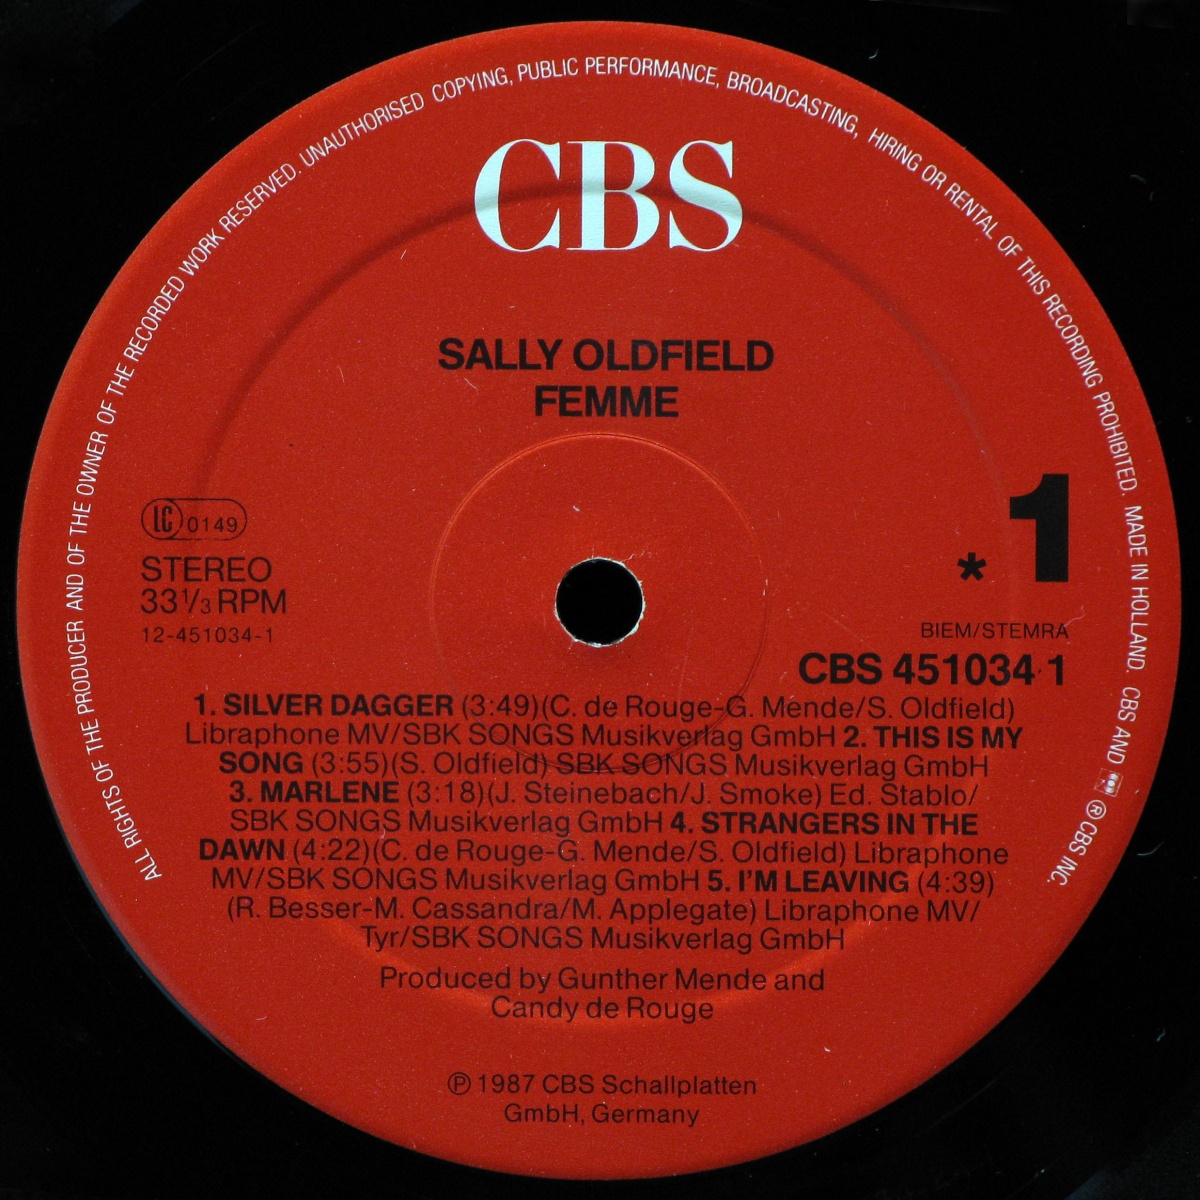 ALL RIGHTS OF THE PRODUCER AND OF THE OWNER OF THE RECORDED WORK RESERVED. UNAUTHORISED COPYING, PUBLIC PERFORMANCE, BROADCASTING, HIRING OR RENTAL OF THIS RECORDING PROHIBITED. MADE IN HOLLAND. CBS AND ℗ CBS INC.
CBS
SALLY OLDFIELD
FEMME
LC 0149
STEREO
33 1/3 RPM
12-451034-1
* 1
BIEM/STEMRA
CBS 451034 1
1. SILVER DAGGER (3:49)(C. de Rouge-G. Mende/S. Oldfield)
Libraphone MV/SBK SONGS Musikverlag GmbH 2. THIS IS MY
SONG (3:55)(S. Oldfield) SBK SONGS Musikverlag GmbH
3. MARLENE (3:18)(J. Steinebach/J. Smoke) Ed. Stablo/
SBK SONGS Musikverlag GmbH 4. STRANGERS IN THE
DAWN (4:22)(C. de Rouge-G. Mende/S. Oldfield) Libraphone
MV/SBK SONGS Musikverlag GmbH 5. I'M LEAVING (4:39)
(R. Besser-M. Cassandra/M. Applegate) Libraphone MV/
Tyr/SBK SONGS Musikverlag GmbH
Produced by Gunther Mende and
Candy de Rouge
℗ 1987 CBS Schallplatten
GmbH, Germany